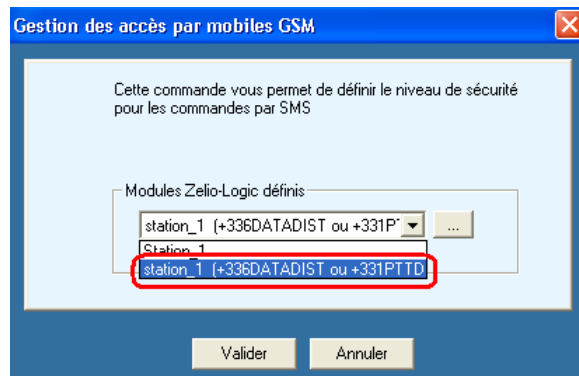 Gestion des accès par mobiles GSM
Cette commande vous permet de définir le niveau de sécurité
pour les commandes par SMS
Modules Zelio-Logic définis
station_1 (+336DATADIST ou +331P
...
Station_1
station_1 (+336DATADIST ou +331PTTD
Valider
Annuler